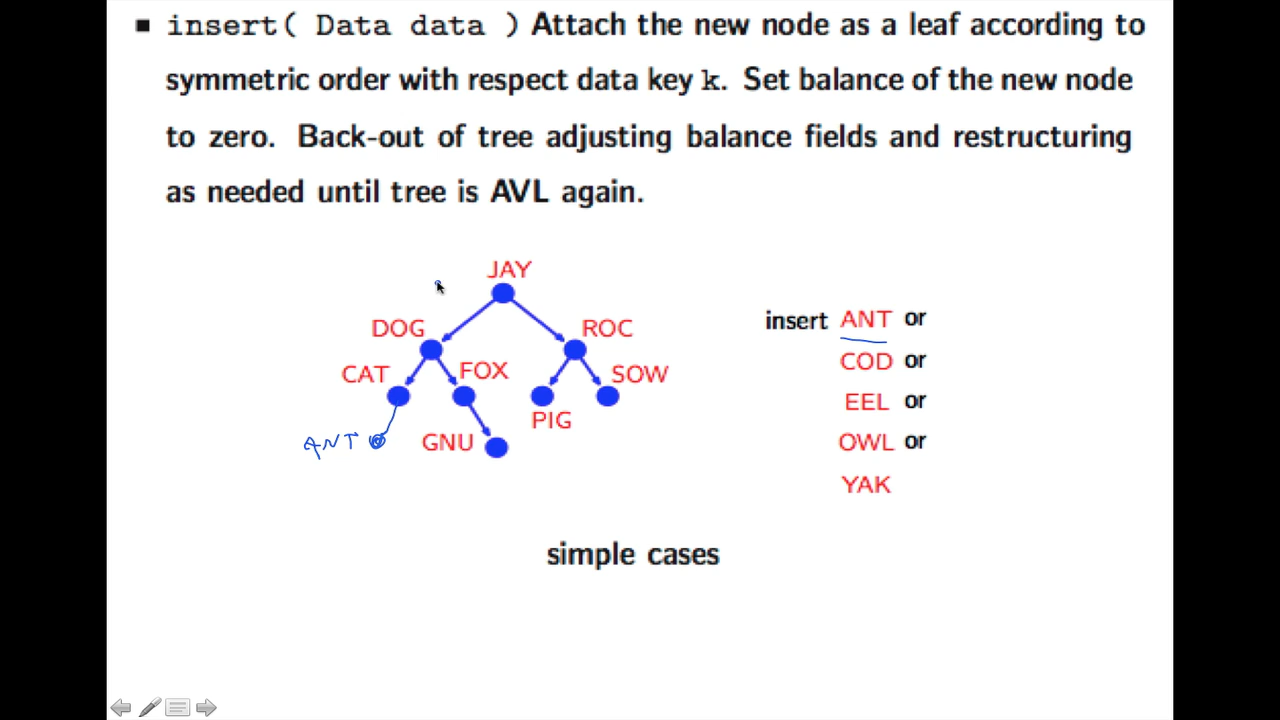 ▪ insert( Data data ) Attach the new node as a leaf according to
symmetric order with respect data key k. Set balance of the new node
to zero. Back-out of tree adjusting balance fields and restructuring
as needed until tree is AVL again.
JAY
DOG
ROC
CAT
FOX
SOW
PIG
ANT
GNU
insert ANT or
COD or
EEL or
OWL or
YAK
simple cases